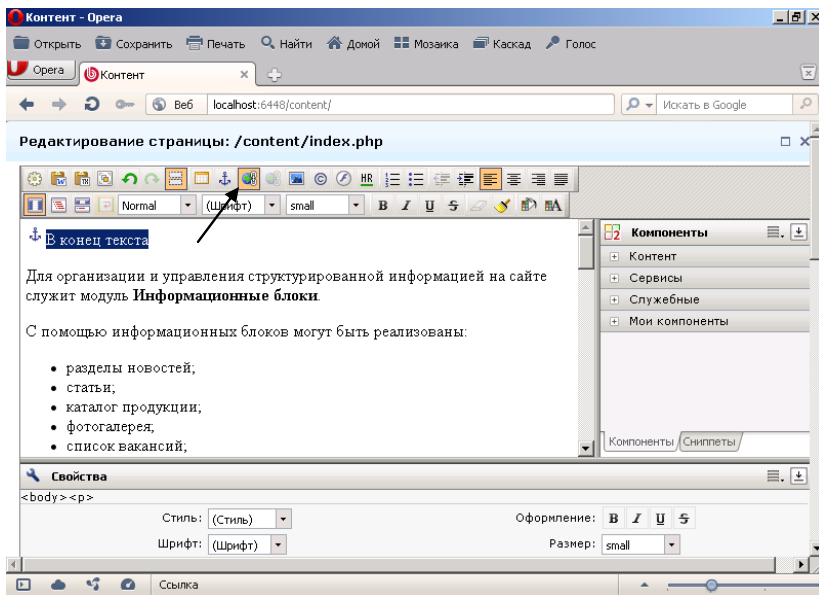 Контент - Opera
Открыть Сохранить Печать Найти Домой Мозаика Каскад Голос
Opera Контент
Веб localhost:6448/content/ Искать в Google
Редактирование страницы: /content/index.php
HR
Normal (Шрифт) small B I U S
В конец текста
Для организации и управления структурированной информацией на сайте
служит модуль Информационные блоки.
С помощью информационных блоков могут быть реализованы:
• разделы новостей;
• статьи;
• каталог продукции;
• фотогалерея;
• список вакансий;
Компоненты
Контент
Сервисы
Служебные
Мои компоненты
Компоненты Сниппеты
Свойства
<body><p>
Стиль: (Стиль) Оформление: B I U S
Шрифт: (Шрифт) Размер: small
Ссылка